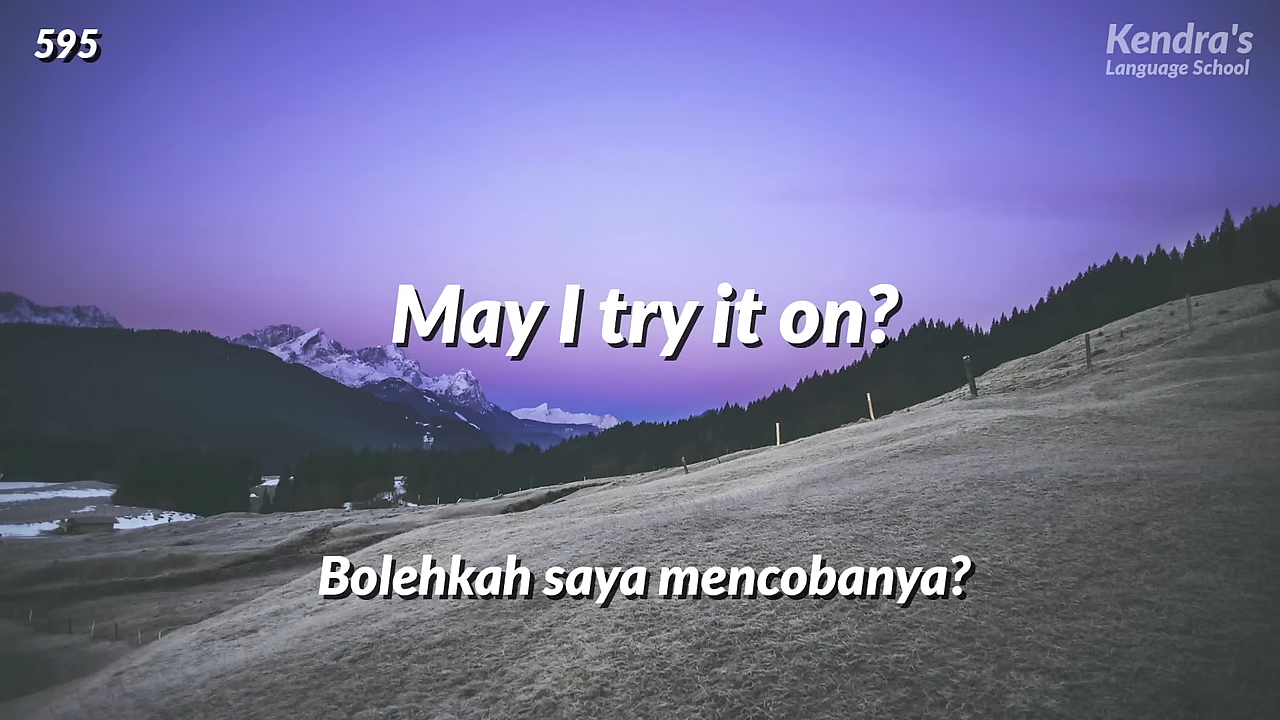 595
Kendra's
Language School
May I try it on?
Bolehkah saya mencobanya?